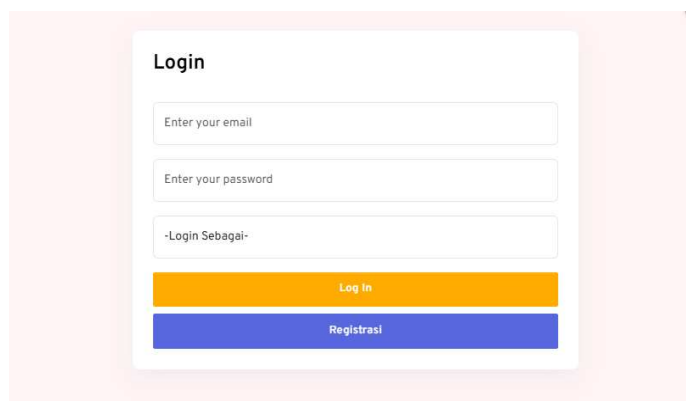 Login
Enter your email
Enter your password
-Login Sebagai-
Log In
Registrasi